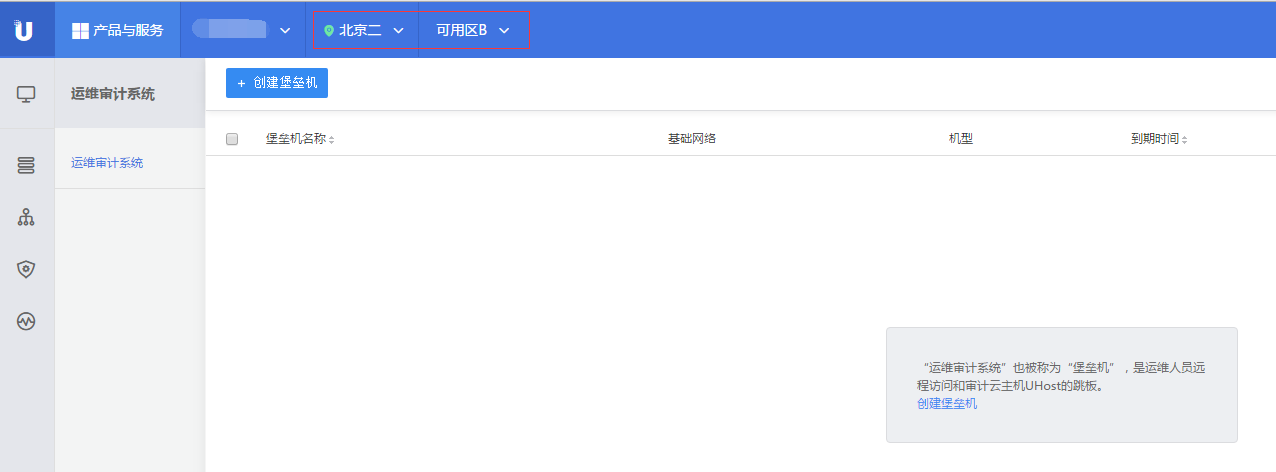 U 产品与服务 北京二 可用区B
运维审计系统
+ 创建堡垒机
堡垒机名称 基础网络 机型 到期时间
运维审计系统
“运维审计系统”也被称为“堡垒机”，是运维人员远
程访问和审计云主机UHost的跳板。
创建堡垒机